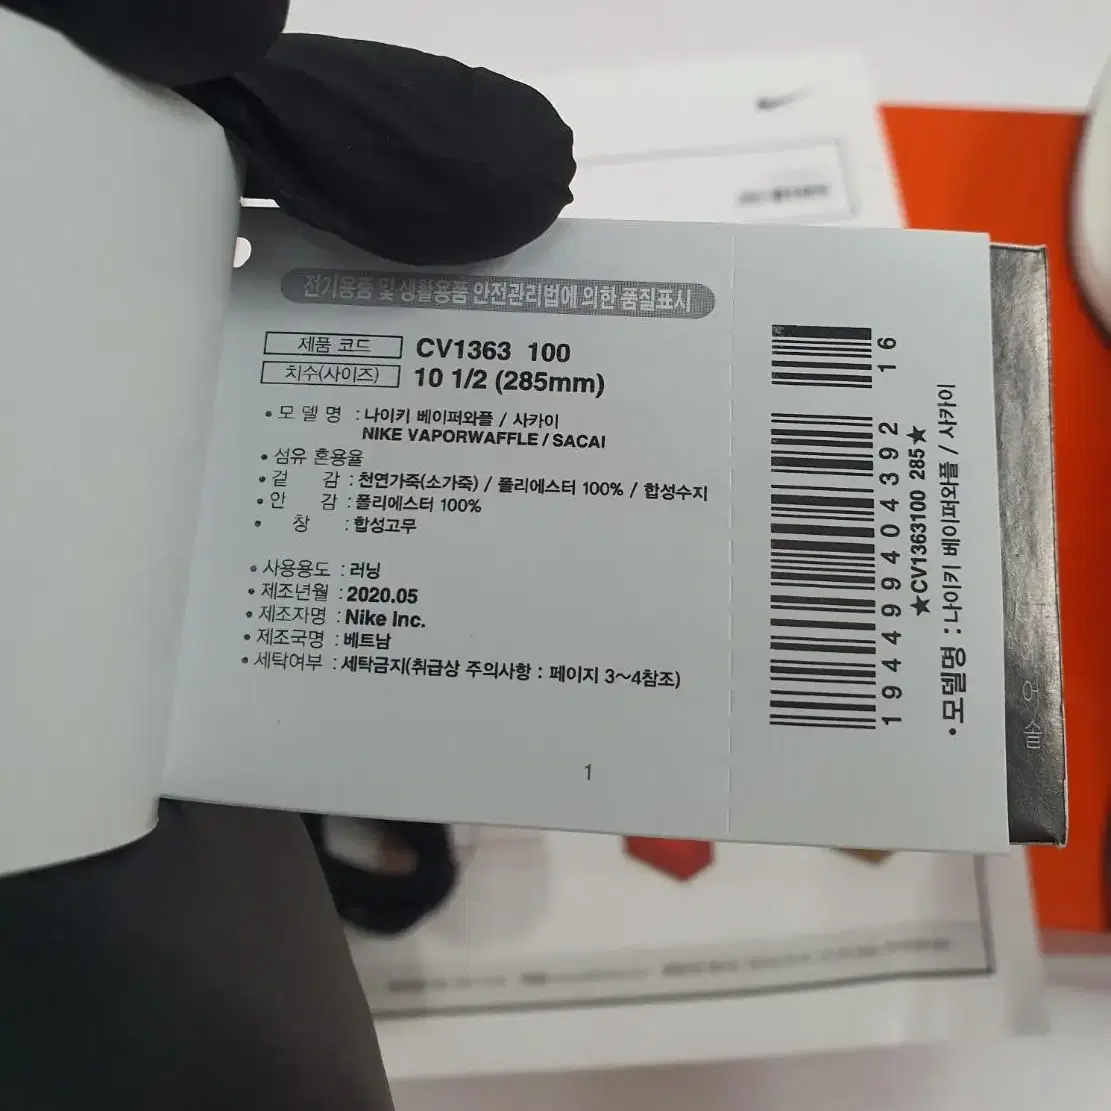 전기용품 및 생활용품 안전관리법에 의한 품질표시
제품 코드 CV1363 100
치수(사이즈) 10 1/2 (285mm)
• 모 델 명 : 나이키 베이퍼와플 / 사카이
NIKE VAPORWAFFLE / SACAI
• 섬유 혼용율
• 겉 감 : 천연가죽(소가죽) / 폴리에스터 100% / 합성수지
• 안 감 : 폴리에스터 100%
• 창 : 합성고무
• 사용용도 : 러닝
• 제조년월 : 2020.05
• 제조자명 : Nike Inc.
• 제조국명 : 베트남
• 세탁여부 : 세탁금지(취급상 주의사항 : 페이지 3~4참조)
1
194499404392 16
★CV1363100 285★
• 모델명 : 나이키 베이퍼와플 / 사카이